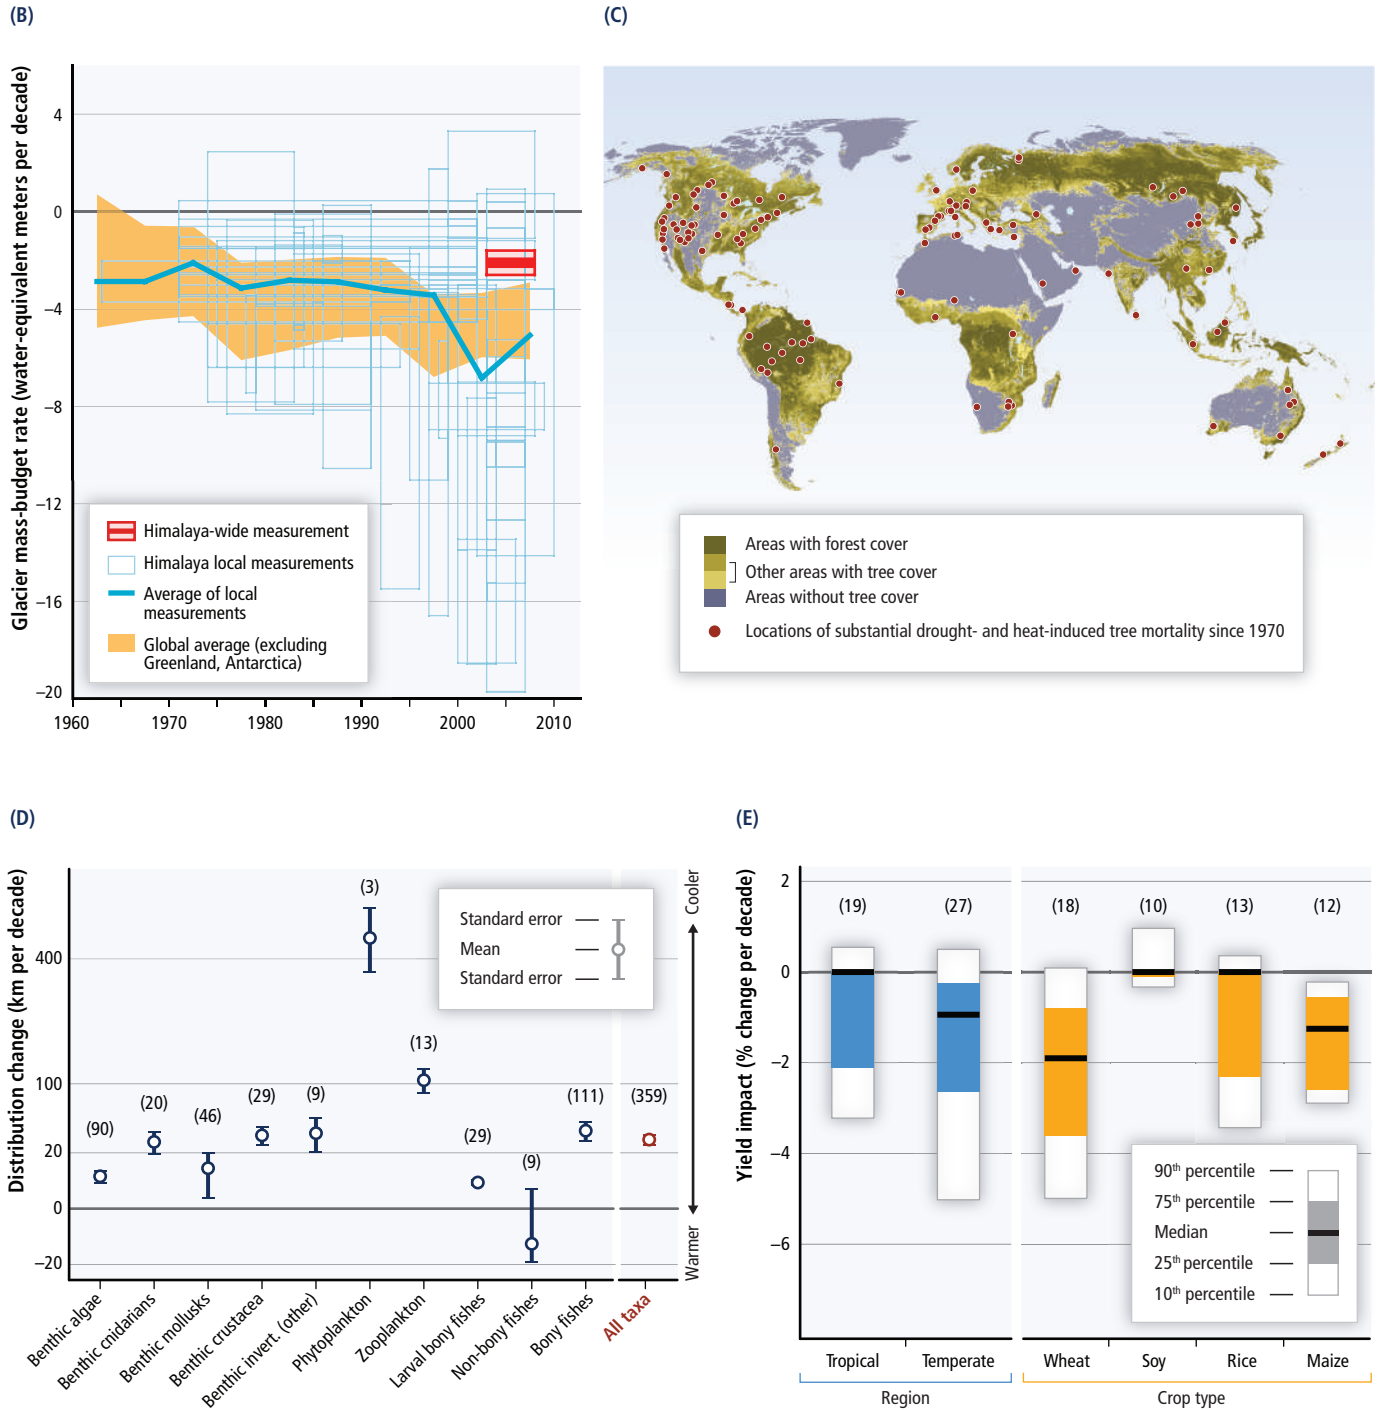 (B)
Glacier mass-budget rate (water-equivalent meters per decade)
4
0
−4
−8
−12
−16
−20
1960
1970
1980
1990
2000
2010
Himalaya-wide measurement
Himalaya local measurements
Average of local
measurements
Global average (excluding
Greenland, Antarctica)
(C)
Areas with forest cover
Other areas with tree cover
Areas without tree cover
Locations of substantial drought- and heat-induced tree mortality since 1970
(D)
Distribution change (km per decade)
400
100
20
0
−20
(90)
(20)
(46)
(29)
(9)
(3)
(13)
(29)
(9)
(111)
(359)
Standard error
Mean
Standard error
Cooler
Warmer
Benthic algae
Benthic cnidarians
Benthic mollusks
Benthic crustacea
Benthic invert. (other)
Phytoplankton
Zooplankton
Larval bony fishes
Non-bony fishes
Bony fishes
All taxa
(E)
Yield impact (% change per decade)
2
0
−2
−4
−6
(19)
(27)
(18)
(10)
(13)
(12)
90th percentile
75th percentile
Median
25th percentile
10th percentile
Tropical
Temperate
Wheat
Soy
Rice
Maize
Region
Crop type